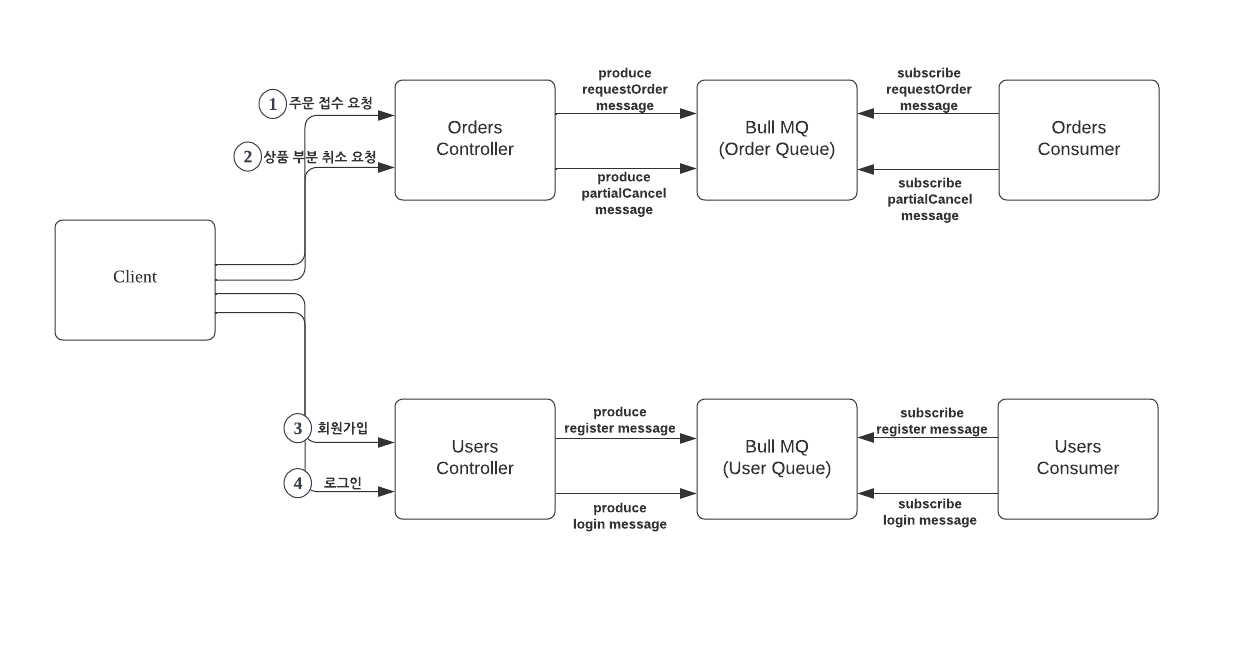 produce
requestOrder
message
subscribe
requestOrder
message
1 주문 접수 요청
Orders
Controller
Bull MQ
(Order Queue)
Orders
Consumer
2 상품 부분 취소 요청
produce
partialCancel
message
subscribe
partialCancel
message
Client
3 회원가입
produce
register message
subscribe
register message
Users
Controller
Bull MQ
(User Queue)
Users
Consumer
4 로그인
produce
login message
subscribe
login message